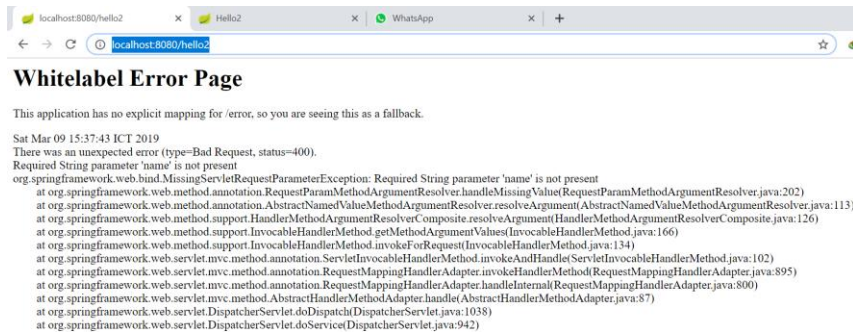 localhost:8080/hello2
Hello2
WhatsApp
localhost:8080/hello2
Whitelabel Error Page
This application has no explicit mapping for /error, so you are seeing this as a fallback.
Sat Mar 09 15:37:43 ICT 2019
There was an unexpected error (type=Bad Request, status=400).
Required String parameter 'name' is not present
org.springframework.web.bind.MissingServletRequestParameterException: Required String parameter 'name' is not present
at org.springframework.web.method.annotation.RequestParamMethodArgumentResolver.handleMissingValue(RequestParamMethodArgumentResolver.java:202)
at org.springframework.web.method.annotation.AbstractNamedValueMethodArgumentResolver.resolveArgument(AbstractNamedValueMethodArgumentResolver.java:113)
at org.springframework.web.method.support.HandlerMethodArgumentResolverComposite.resolveArgument(HandlerMethodArgumentResolverComposite.java:126)
at org.springframework.web.method.support.InvocableHandlerMethod.getMethodArgumentValues(InvocableHandlerMethod.java:166)
at org.springframework.web.method.support.InvocableHandlerMethod.invokeForRequest(InvocableHandlerMethod.java:134)
at org.springframework.web.servlet.mvc.method.annotation.ServletInvocableHandlerMethod.invokeAndHandle(ServletInvocableHandlerMethod.java:102)
at org.springframework.web.servlet.mvc.method.annotation.RequestMappingHandlerAdapter.invokeHandlerMethod(RequestMappingHandlerAdapter.java:895)
at org.springframework.web.servlet.mvc.method.annotation.RequestMappingHandlerAdapter.handleInternal(RequestMappingHandlerAdapter.java:800)
at org.springframework.web.servlet.mvc.method.AbstractHandlerMethodAdapter.handle(AbstractHandlerMethodAdapter.java:87)
at org.springframework.web.servlet.DispatcherServlet.doDispatch(DispatcherServlet.java:1038)
at org.springframework.web.servlet.DispatcherServlet.doService(DispatcherServlet.java:942)